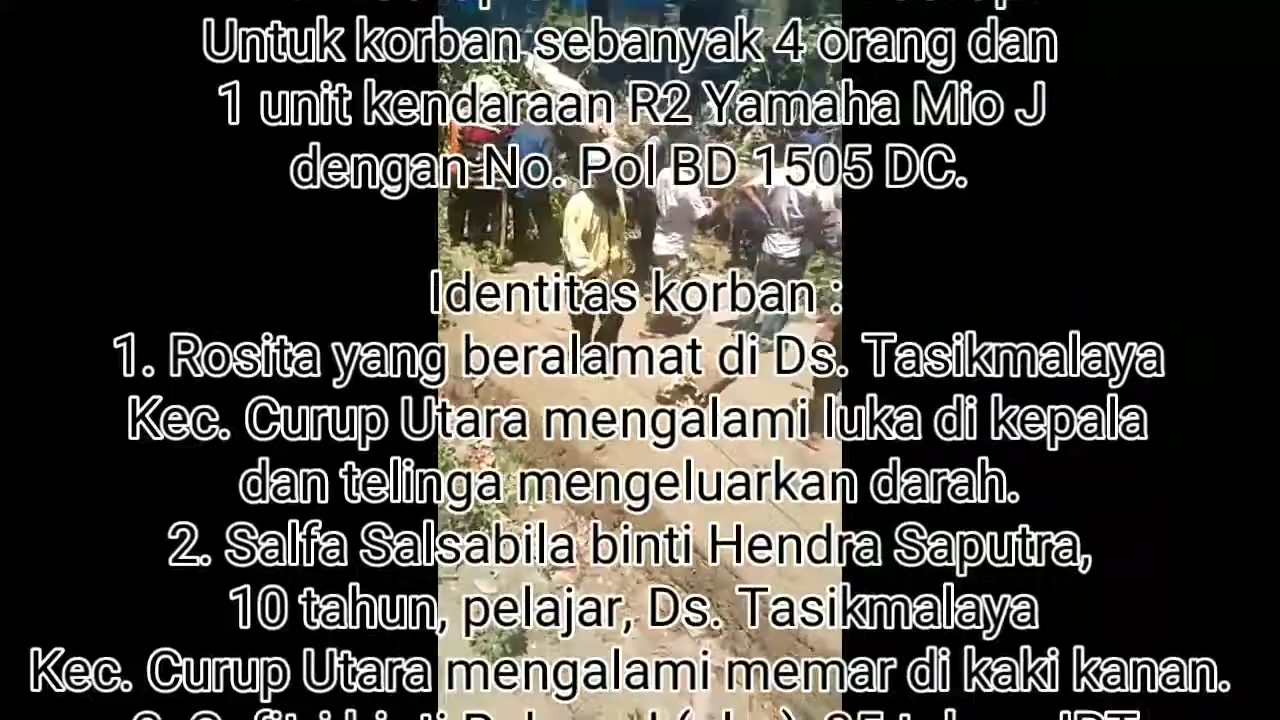 Untuk korban sebanyak 4 orang dan
1 unit kendaraan R2 Yamaha Mio J
dengan No. Pol BD 1505 DC.
Identitas korban :
1. Rosita yang beralamat di Ds. Tasikmalaya
Kec. Curup Utara mengalami luka di kepala
dan telinga mengeluarkan darah.
2. Salfa Salsabila binti Hendra Saputra,
10 tahun, pelajar, Ds. Tasikmalaya
Kec. Curup Utara mengalami memar di kaki kanan.